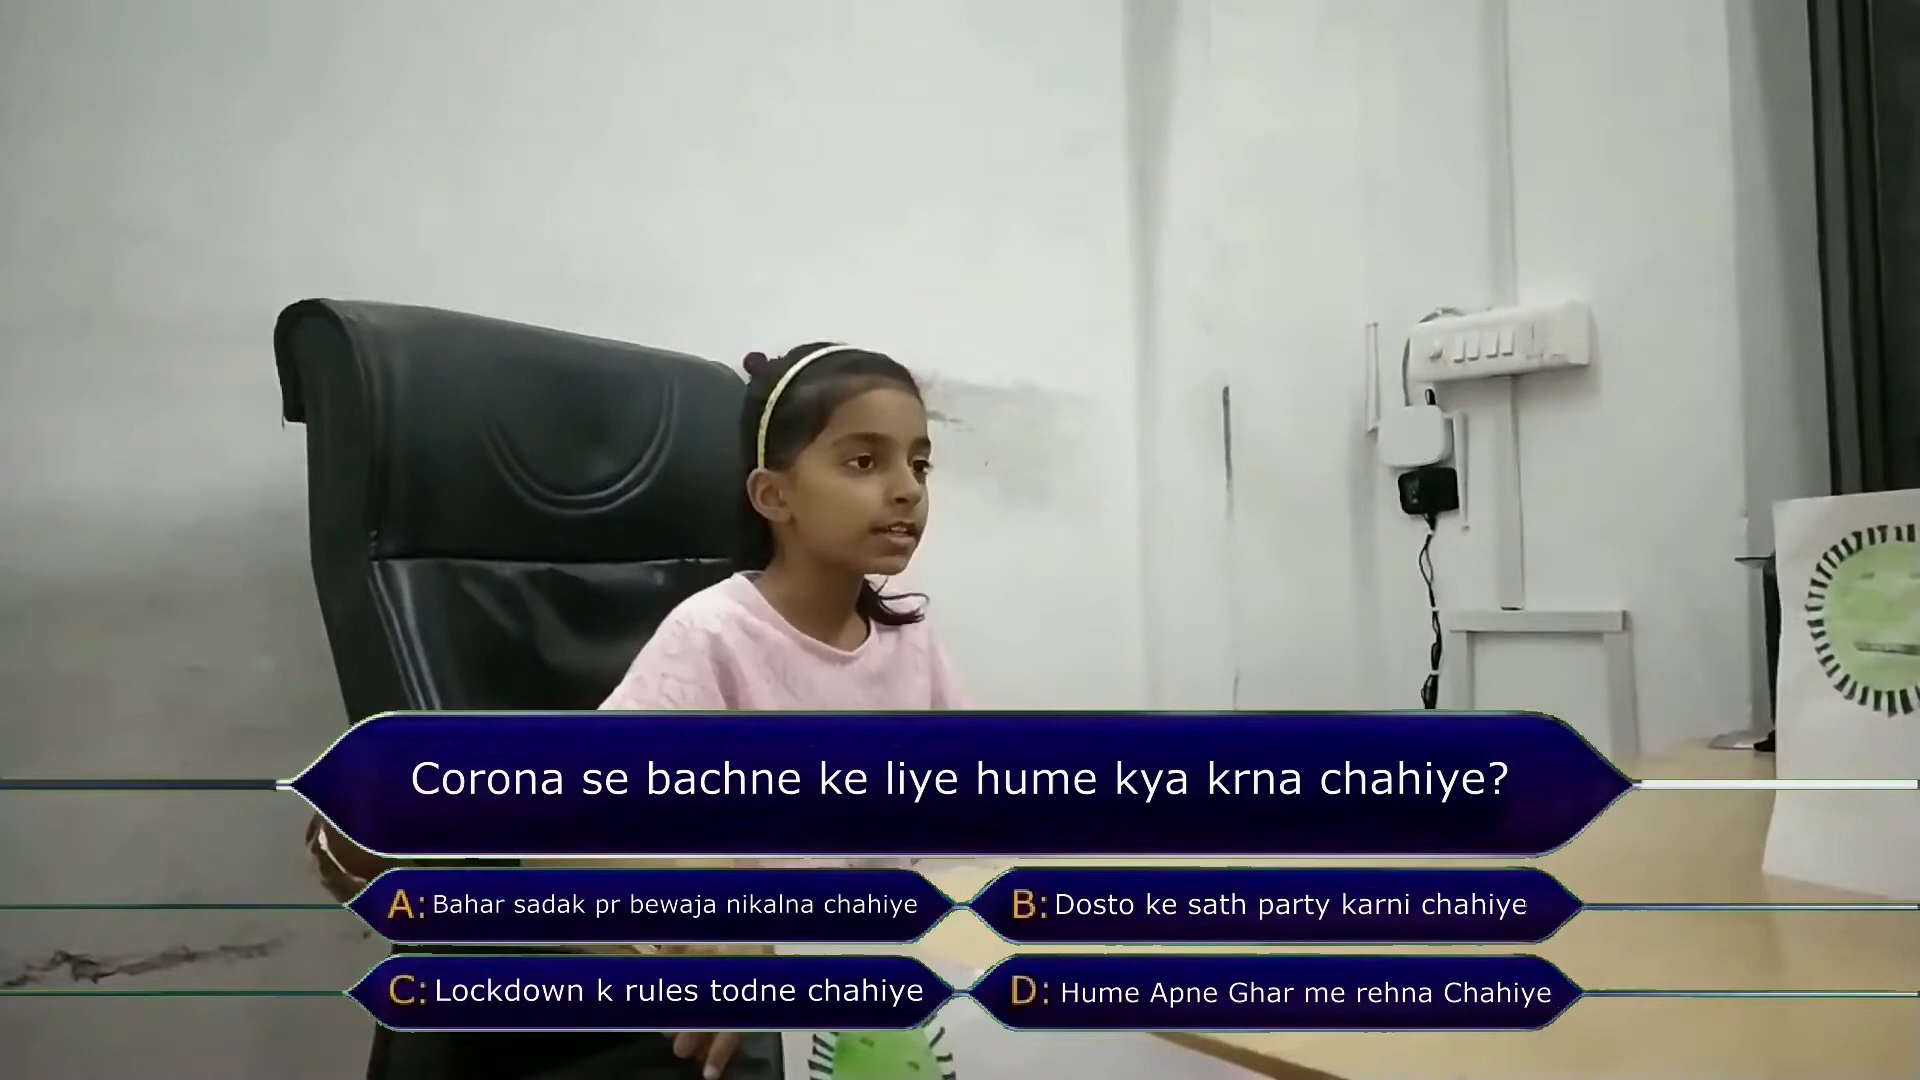 Corona se bachne ke liye hume kya krna chahiye?
A: Bahar sadak pr bewaja nikalna chahiye
B: Dosto ke sath party karni chahiye
C: Lockdown k rules todne chahiye
D: Hume Apne Ghar me rehna Chahiye